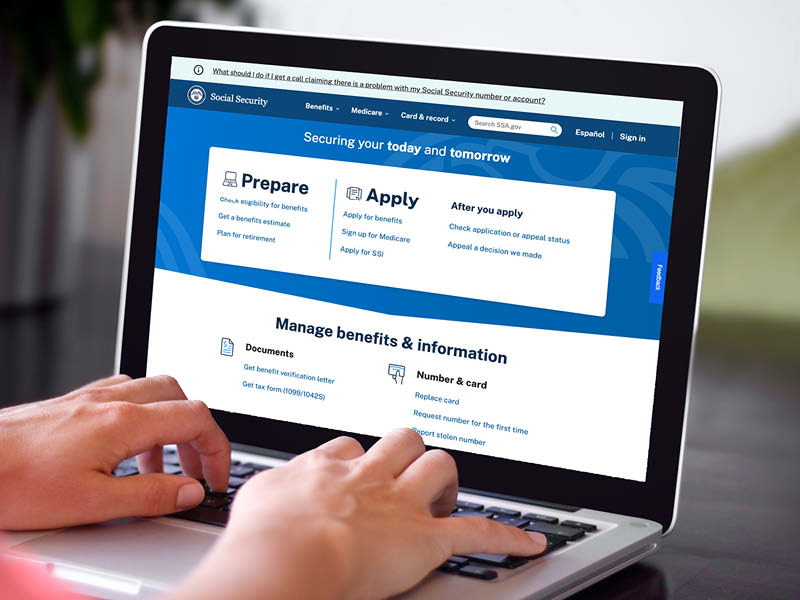 What should I do if I get a call claiming there is a problem with my Social Security number or account?
Social Security
Benefits
Medicare
Card & record
Search SSA.gov
Español
Sign in
Securing your today and tomorrow
Prepare
Check eligibility for benefits
Get a benefits estimate
Plan for retirement
Apply
Apply for benefits
Sign up for Medicare
Apply for SSI
After you apply
Check application or appeal status
Appeal a decision we made
Feedback
Manage benefits & information
Documents
Get benefit verification letter
Get tax form (1099/1042S)
Number & card
Replace card
Request number for the first time
Report stolen number